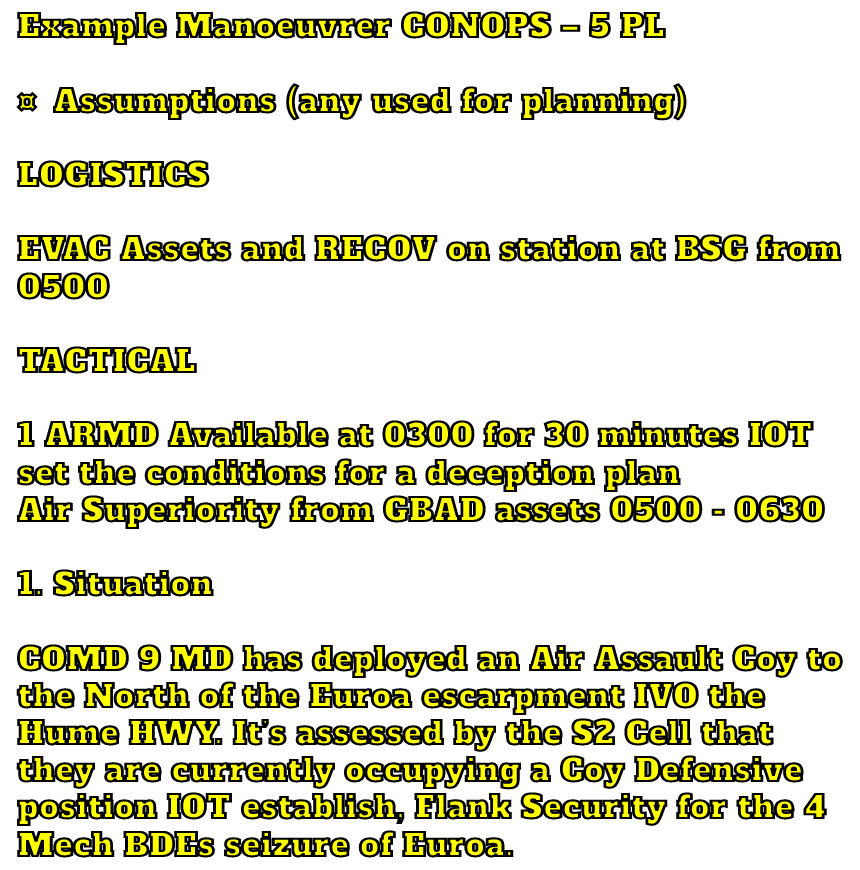 Example Manoeuvrer CONOPS – 5 PL
¤ Assumptions (any used for planning)
LOGISTICS
EVAC Assets and RECOV on station at BSG from
0500
TACTICAL
1 ARMD Available at 0300 for 30 minutes IOT
set the conditions for a deception plan
Air Superiority from GBAD assets 0500 - 0630
1. Situation
COMD 9 MD has deployed an Air Assault Coy to
the North of the Euroa escarpment IVO the
Hume HWY. It's assessed by the S2 Cell that
they are currently occupying a Coy Defensive
position IOT establish, Flank Security for the 4
Mech BDEs seizure of Euroa.